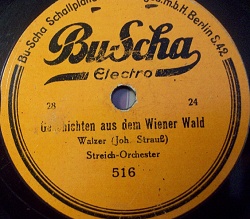 Bu-Scha Schallplatten G.m.b.H. Berlin S.42.
Bu-Scha
Electro
28 24
Geschichten aus dem Wiener Wald
Walzer (Joh. Strauß)
Streich-Orchester
516